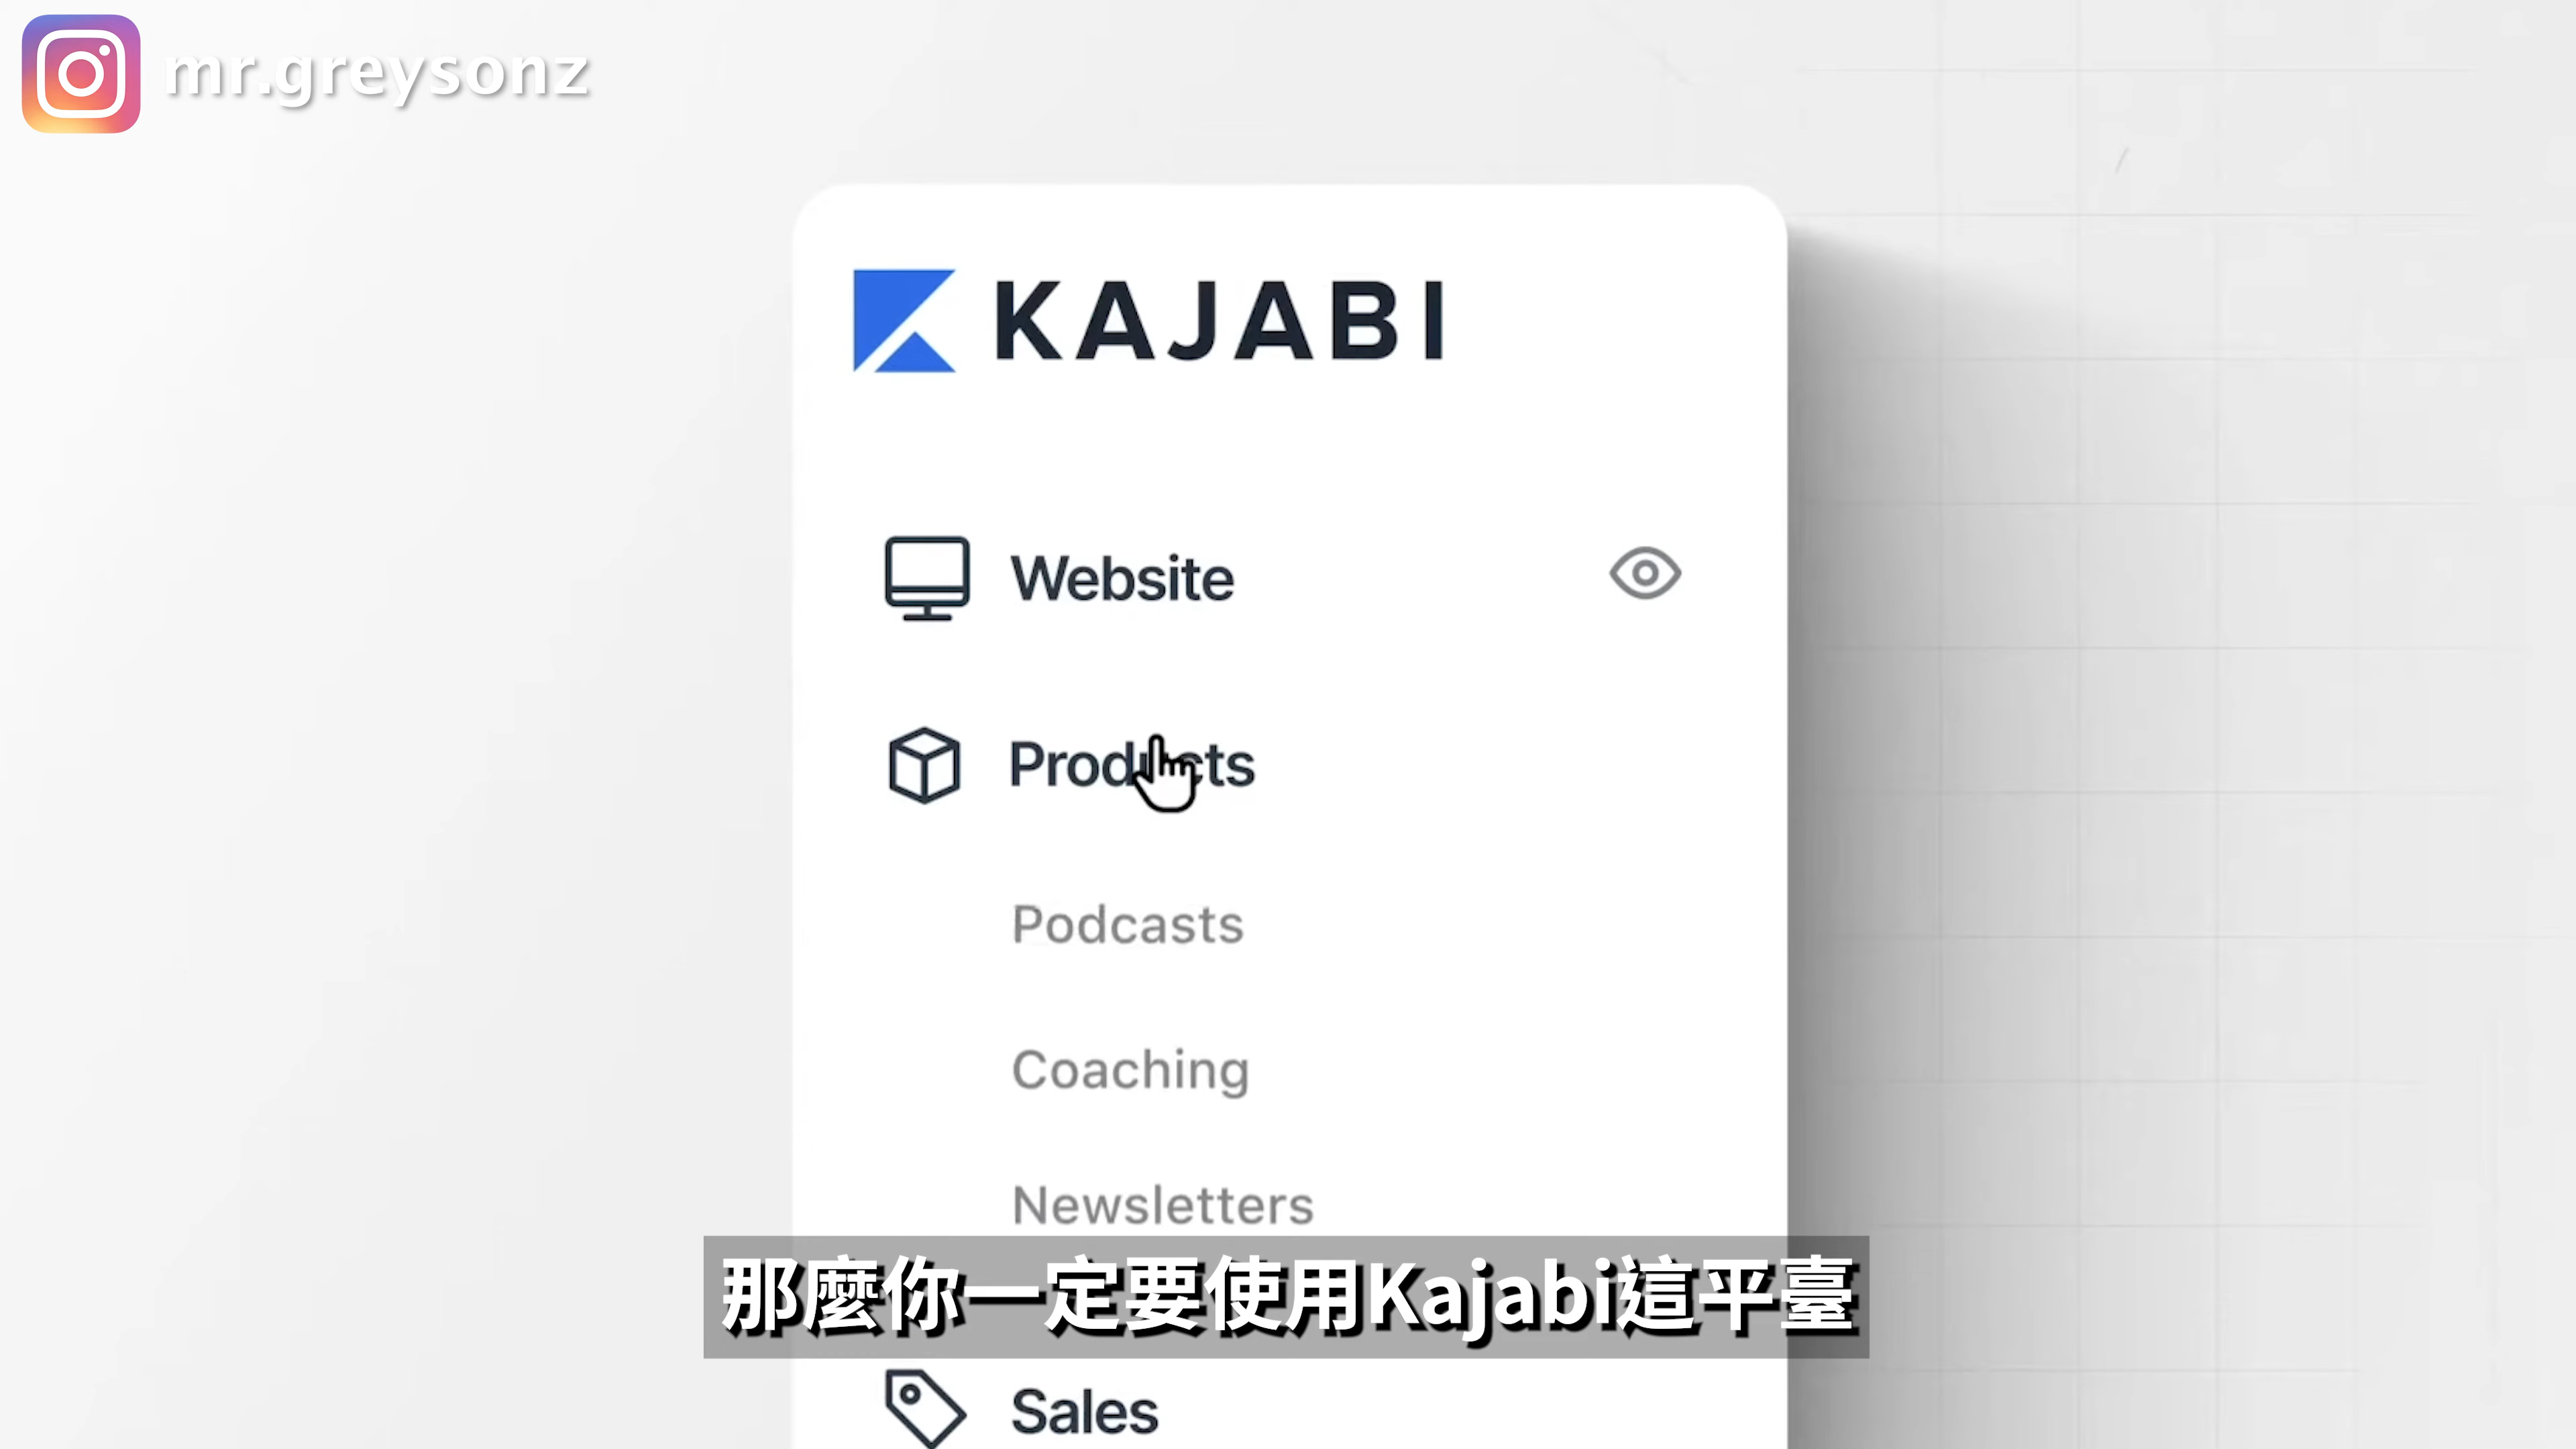 mr.greysonz
KAJABI
Website
Products
Podcasts
Coaching
Newsletters
那麼你一定要使用Kajabi這平臺
Sales